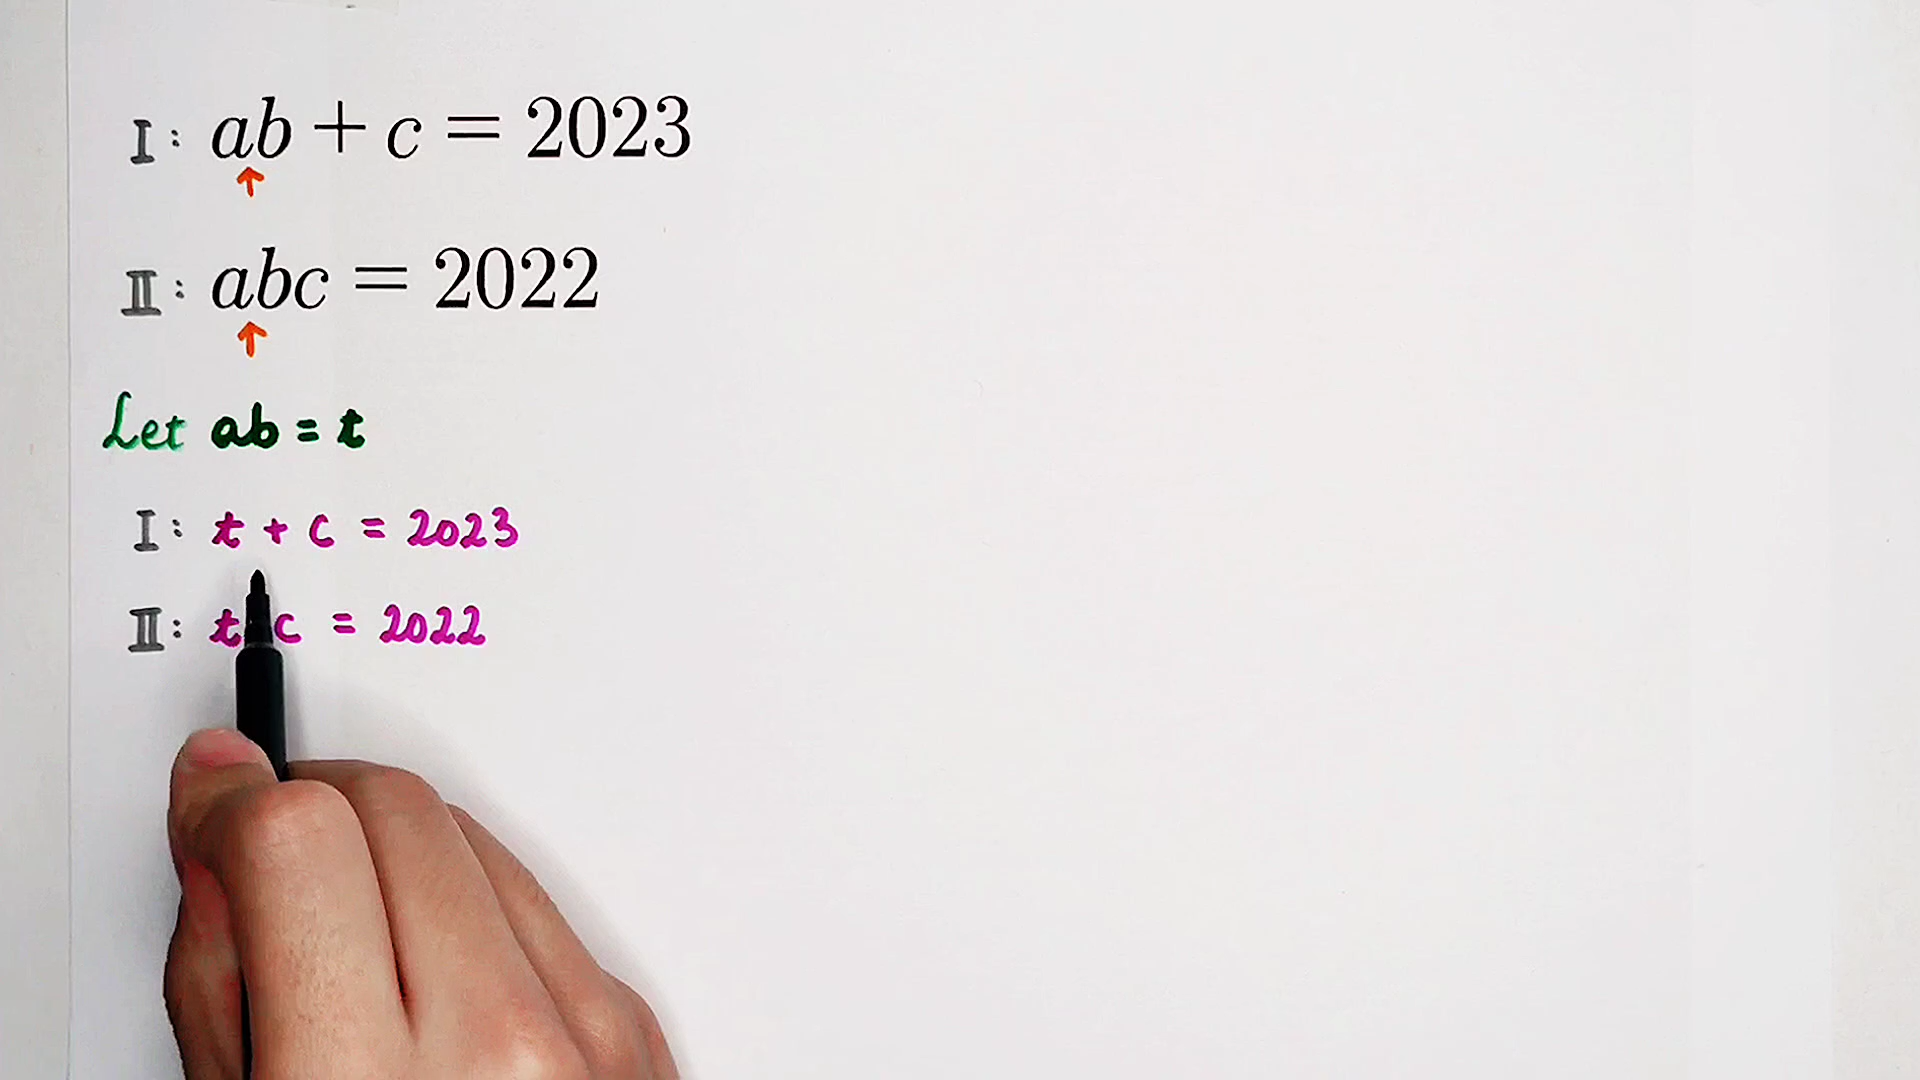 I: ab + c = 2023
II: abc = 2022
Let ab = t
I: t + c = 2023
II: t c = 2022